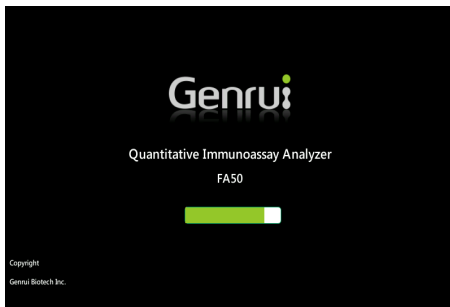 Genrui
Quantitative Immunoassay Analyzer
FA50
Copyright
Genrui Biotech Inc.